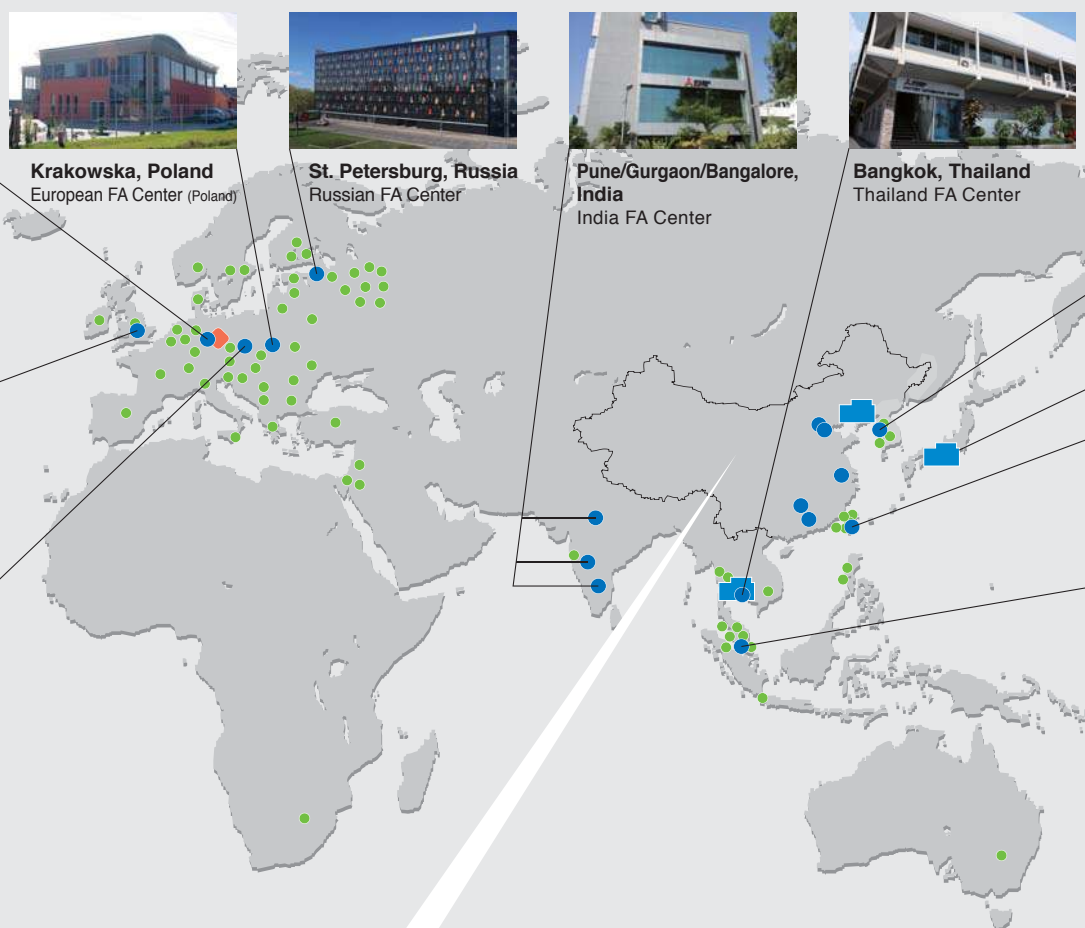 Krakowska, Poland
European FA Center (Poland)
St. Petersburg, Russia
Russian FA Center
Pune/Gurgaon/Bangalore,
India
India FA Center
Bangkok, Thailand
Thailand FA Center